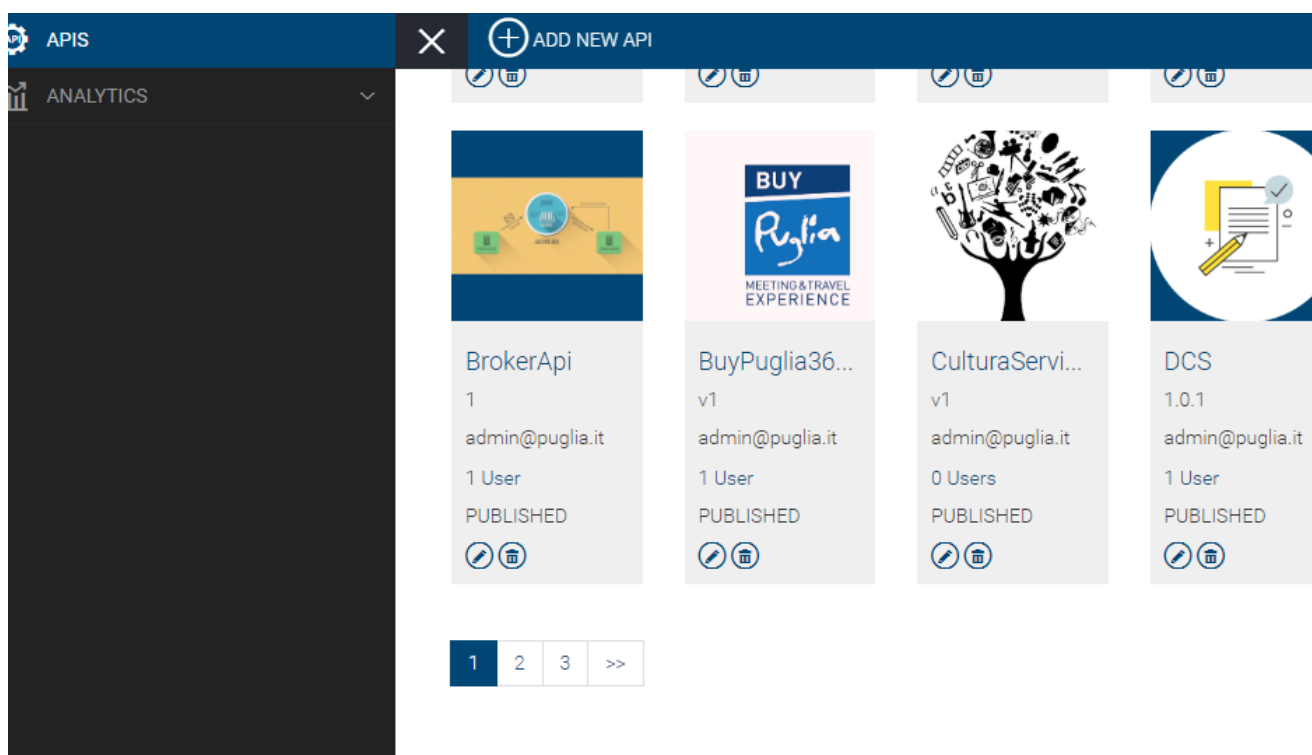 APIS
ADD NEW API
ANALYTICS
BUY
Puglia
MEETING&TRAVEL
EXPERIENCE
BrokerApi
BuyPuglia36...
CulturaServi...
DCS
1
v1
v1
1.0.1
admin@puglia.it
admin@puglia.it
admin@puglia.it
admin@puglia.it
1 User
1 User
0 Users
1 User
PUBLISHED
PUBLISHED
PUBLISHED
PUBLISHED
1 2 3 >>